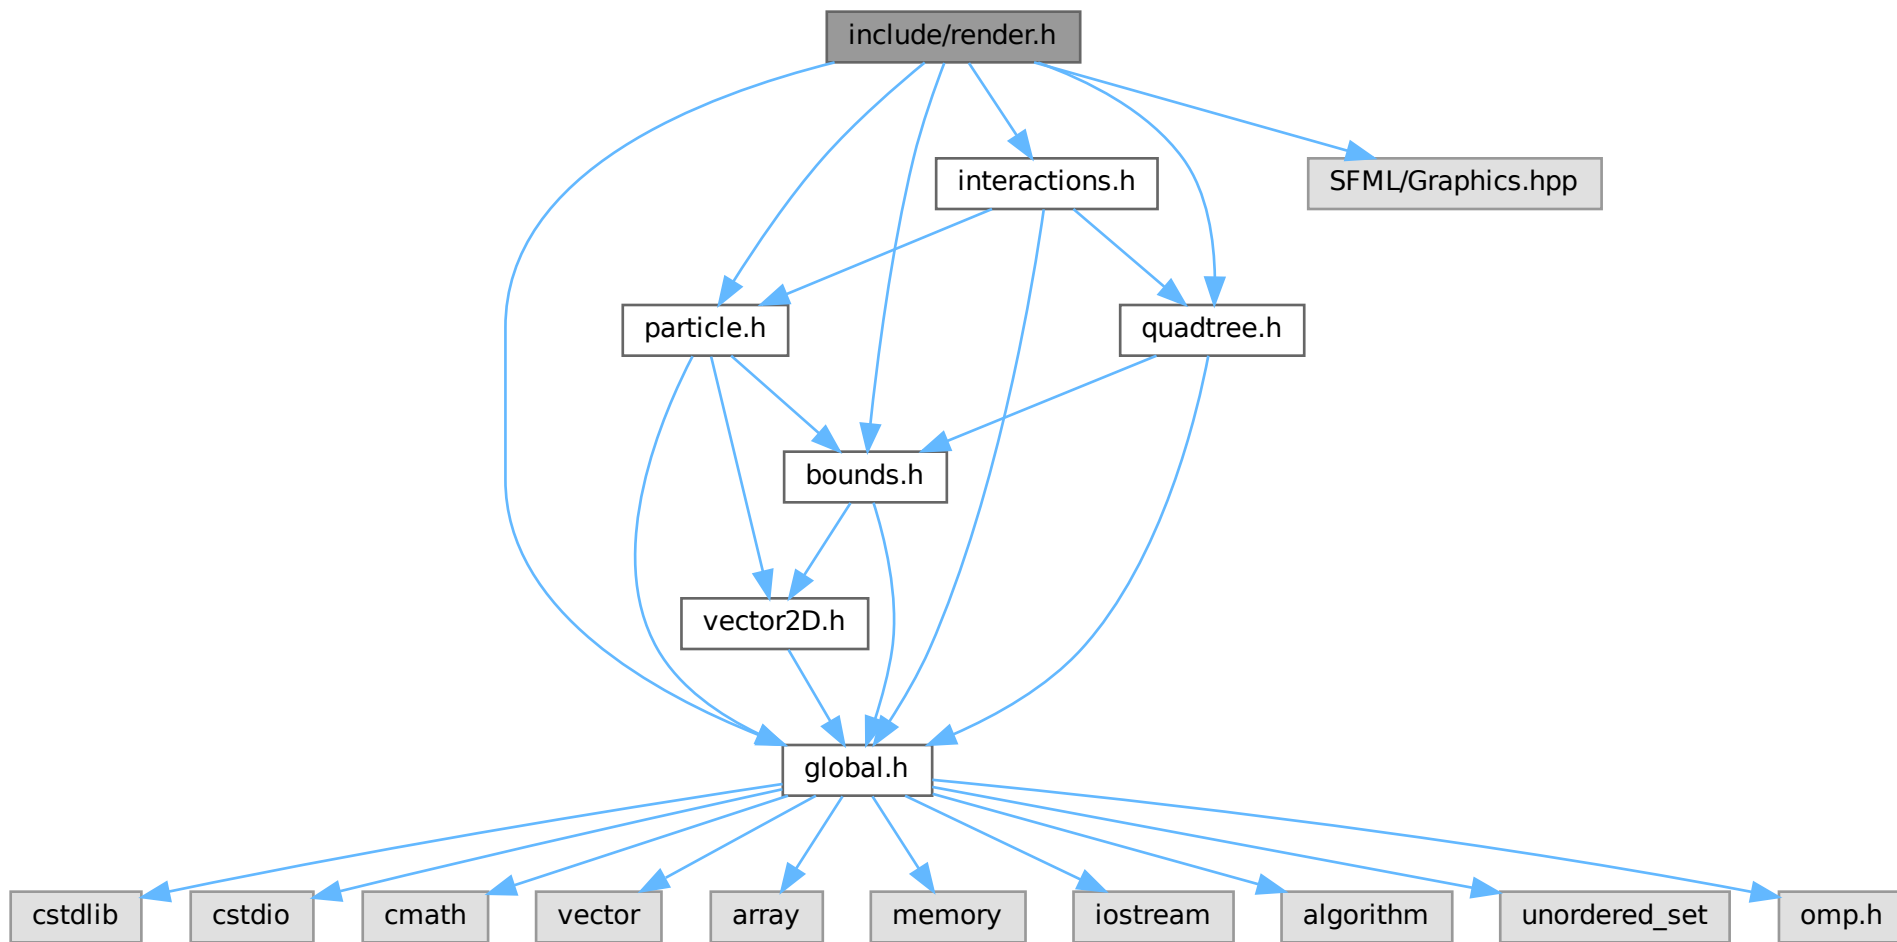 include/render.h
interactions.h
SFML/Graphics.hpp
particle.h
quadtree.h
bounds.h
vector2D.h
global.h
cstdlib
cstdio
cmath
vector
array
memory
iostream
algorithm
unordered_set
omp.h